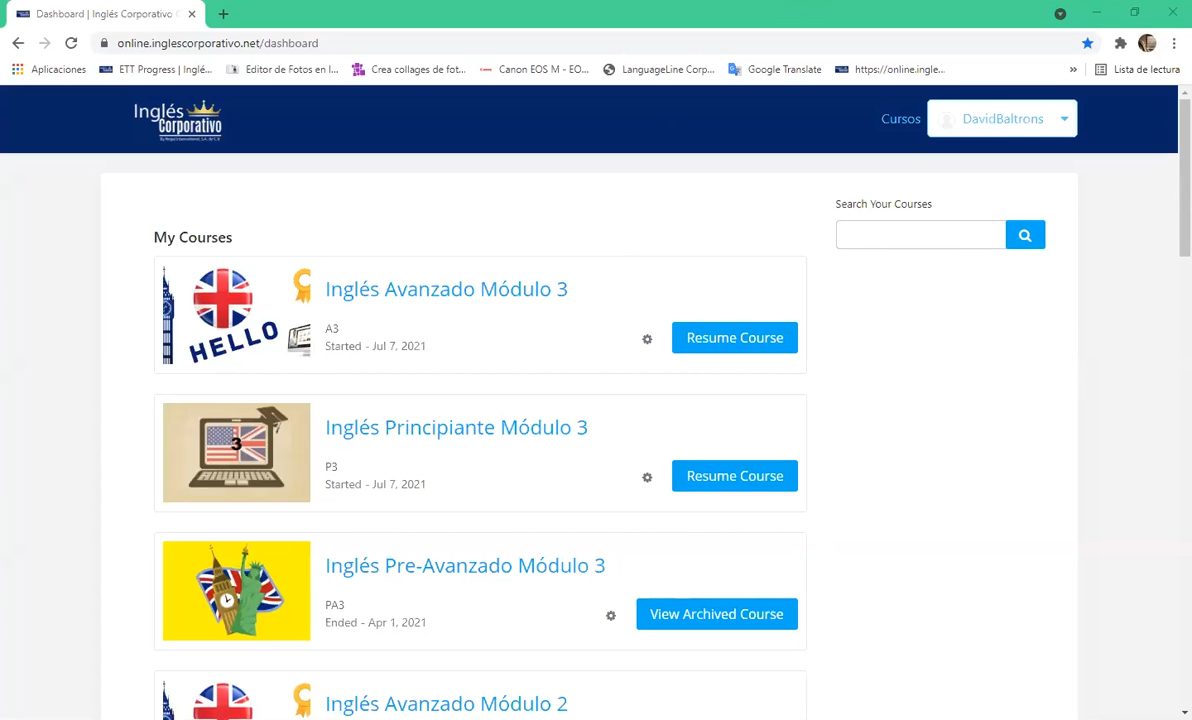 Dashboard | Inglés Corporativo
online.inglescorporativo.net/dashboard
Aplicaciones
ETT Progress | Inglé...
Editor de Fotos en l...
Crea collages de fot...
Canon EOS M - EO...
LanguageLine Corp...
Google Translate
https://online.ingle...
»
Lista de lectura
Inglés
Corporativo
Cursos
DavidBaltrons
Search Your Courses
My Courses
HELLO
Inglés Avanzado Módulo 3
A3
Started - Jul 7, 2021
Resume Course
3
Inglés Principiante Módulo 3
P3
Started - Jul 7, 2021
Resume Course
Inglés Pre-Avanzado Módulo 3
PA3
Ended - Apr 1, 2021
View Archived Course
Inglés Avanzado Módulo 2